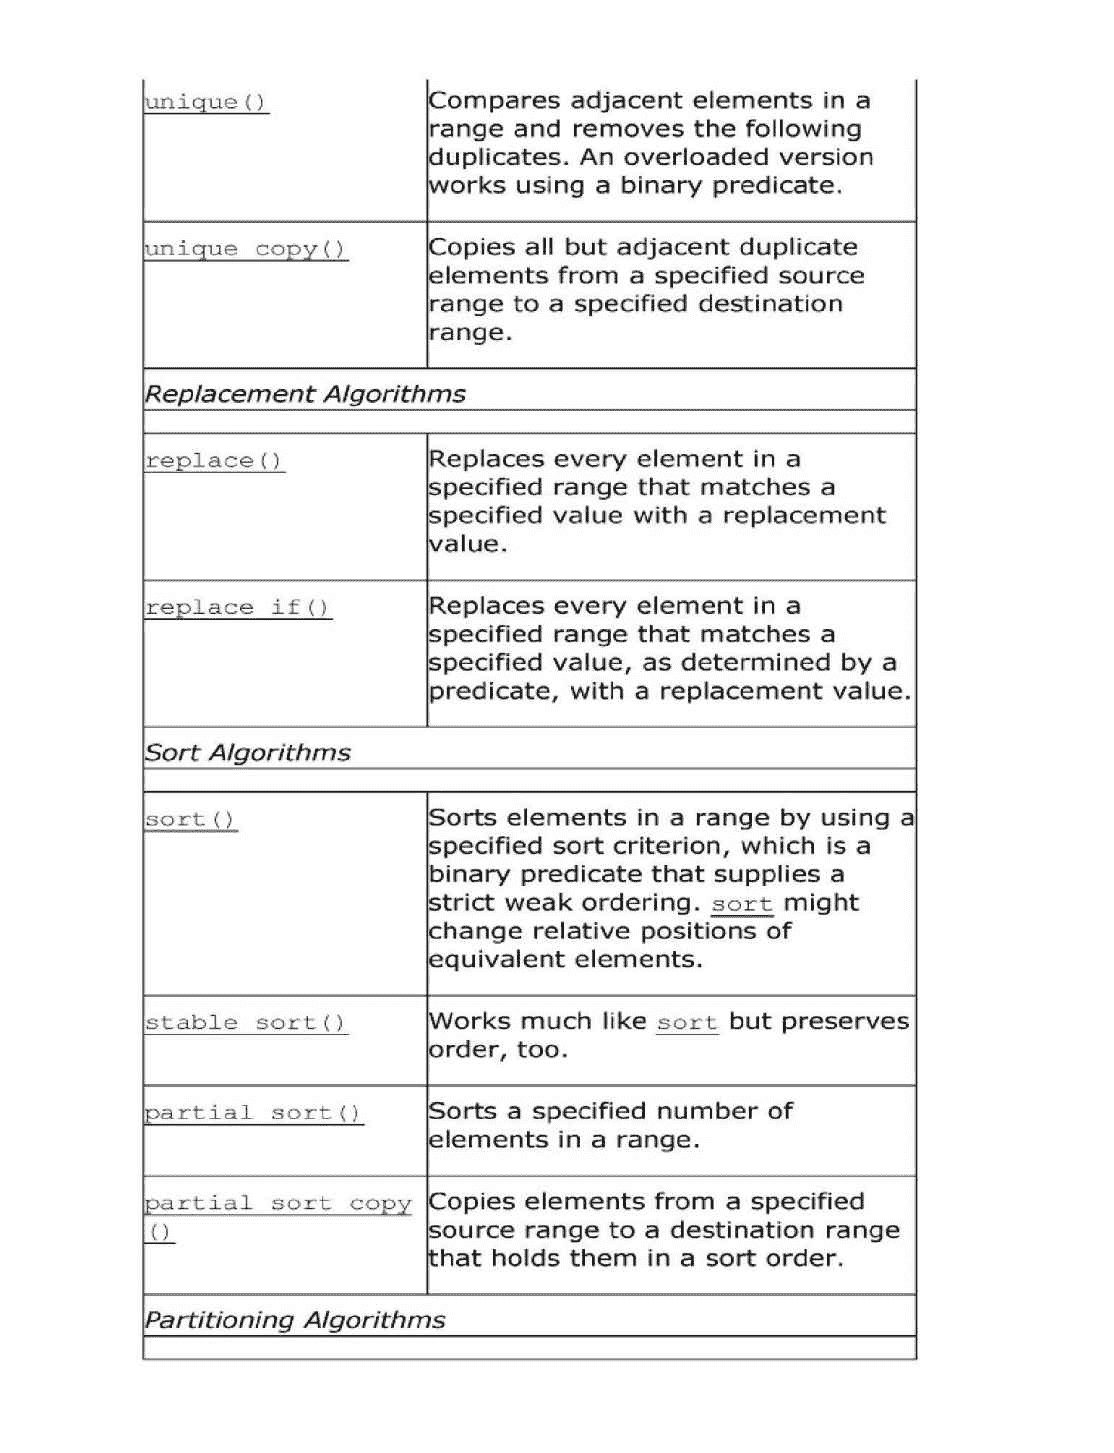 unique()
Compares adjacent elements in a
range and removes the following
duplicates. An overloaded version
works using a binary predicate.
unique copy()
Copies all but adjacent duplicate
elements from a specified source
range to a specified destination
range.
Replacement Algorithms
replace()
Replaces every element in a
specified range that matches a
specified value with a replacement
value.
replace if()
Replaces every element in a
specified range that matches a
specified value, as determined by a
predicate, with a replacement value.
Sort Algorithms
sort()
Sorts elements in a range by using a
specified sort criterion, which is a
binary predicate that supplies a
strict weak ordering. sort might
change relative positions of
equivalent elements.
stable sort()
Works much like sort but preserves
order, too.
partial sort()
Sorts a specified number of
elements in a range.
partial sort copy
()
Copies elements from a specified
source range to a destination range
that holds them in a sort order.
Partitioning Algorithms